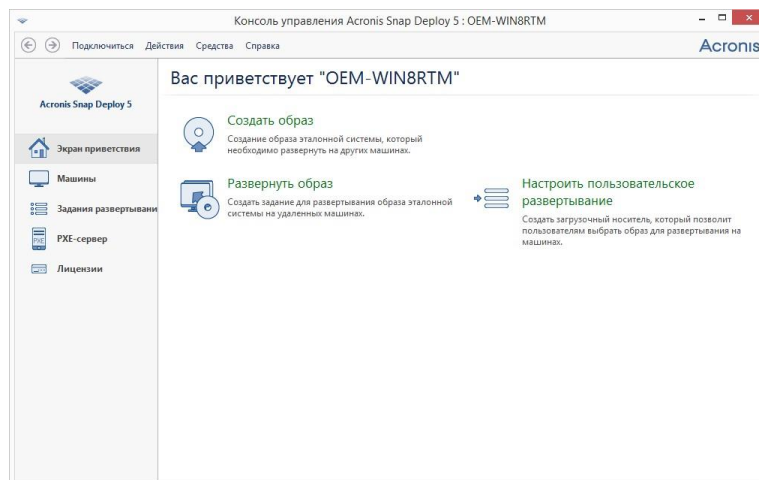 Консоль управления Acronis Snap Deploy 5 : OEM-WIN8RTM
Подключиться Действия Средства Справка
Acronis
Acronis Snap Deploy 5
Экран приветствия
Машины
Задания развертывани
PXE-сервер
Лицензии
Вас приветствует "OEM-WIN8RTM"
Создать образ
Создание образа эталонной системы, который
необходимо развернуть на других машинах.
Развернуть образ
Создать задание для развертывания образа эталонной
системы на удаленных машинах.
Настроить пользовательское
развертывание
Создать загрузочный носитель, который позволит
пользователям выбрать образ для развертывания на
машинах.